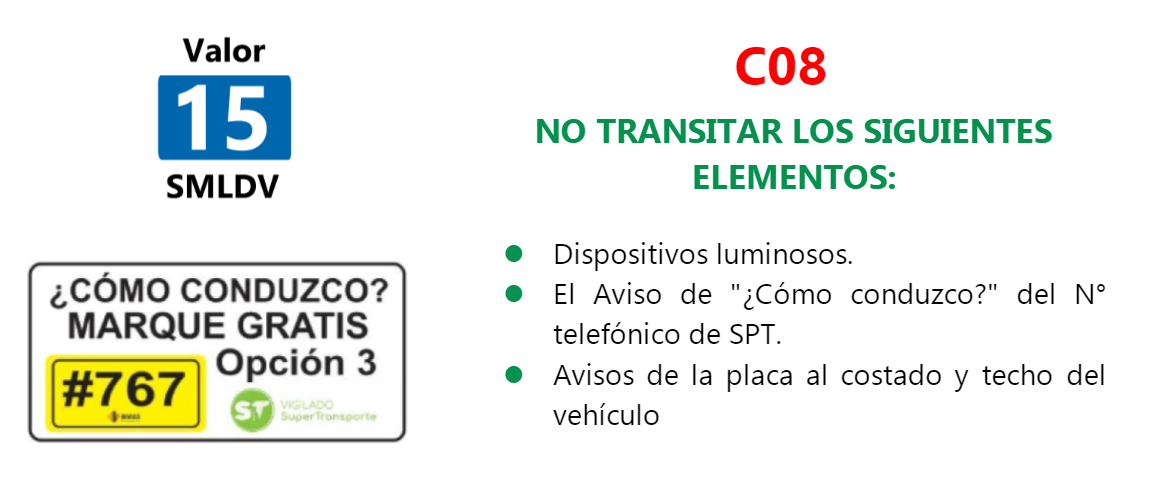 Valor
15
SMLDV
¿CÓMO CONDUZCO?
MARQUE GRATIS
Opción 3
#767
ST VIGILADO
SuperTransporte
C08
NO TRANSITAR LOS SIGUIENTES
ELEMENTOS:
Dispositivos luminosos.
El Aviso de "¿Cómo conduzco?" del N°
telefónico de SPT.
Avisos de la placa al costado y techo del
vehículo